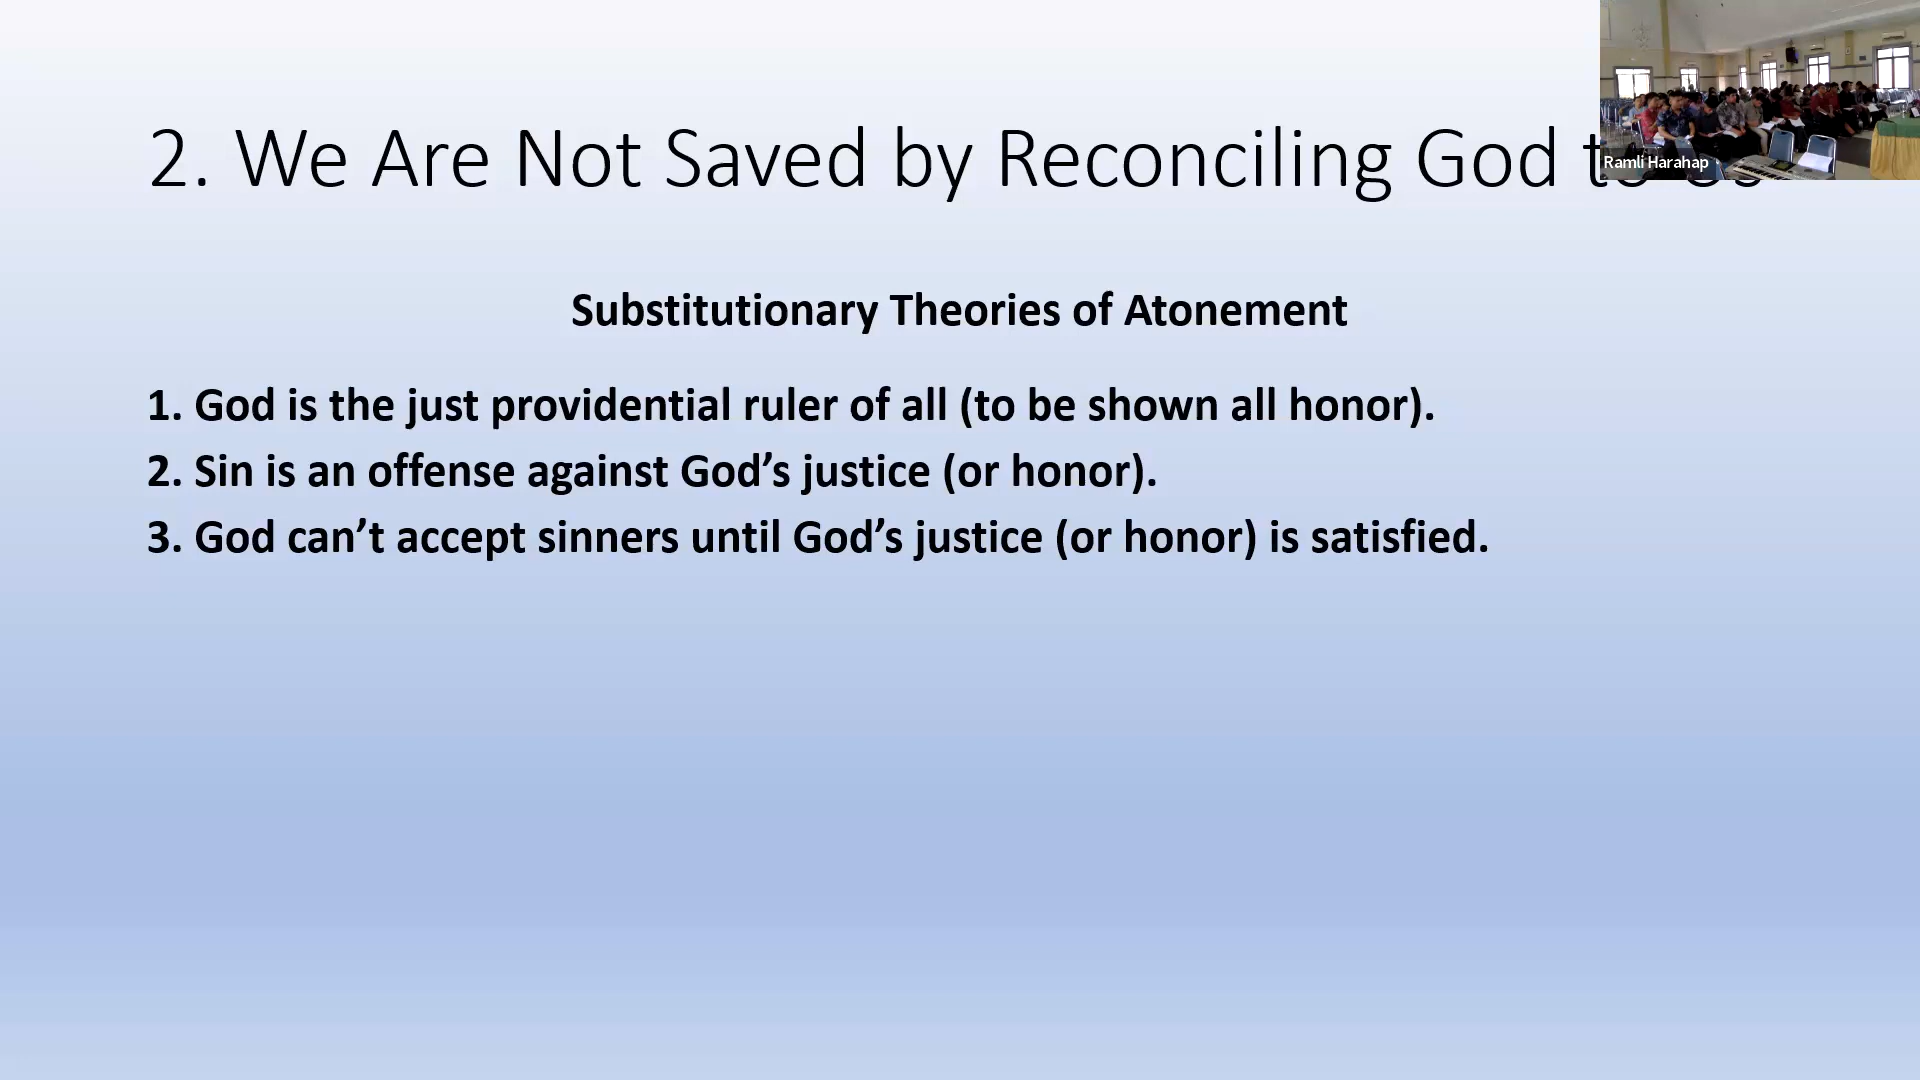 2. We Are Not Saved by Reconciling God to Us
Ramli Harahap
Substitutionary Theories of Atonement
1. God is the just providential ruler of all (to be shown all honor).
2. Sin is an offense against God’s justice (or honor).
3. God can’t accept sinners until God’s justice (or honor) is satisfied.